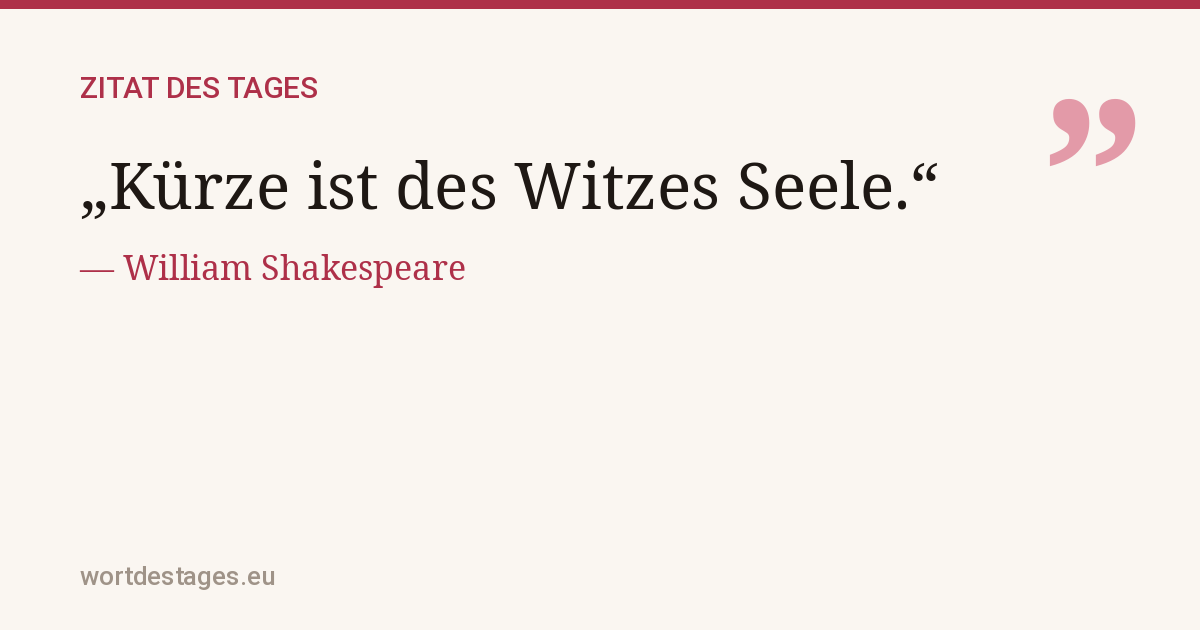 ZITAT DES TAGES
”
„Kürze ist des Witzes Seele.“
— William Shakespeare
wortdestages.eu